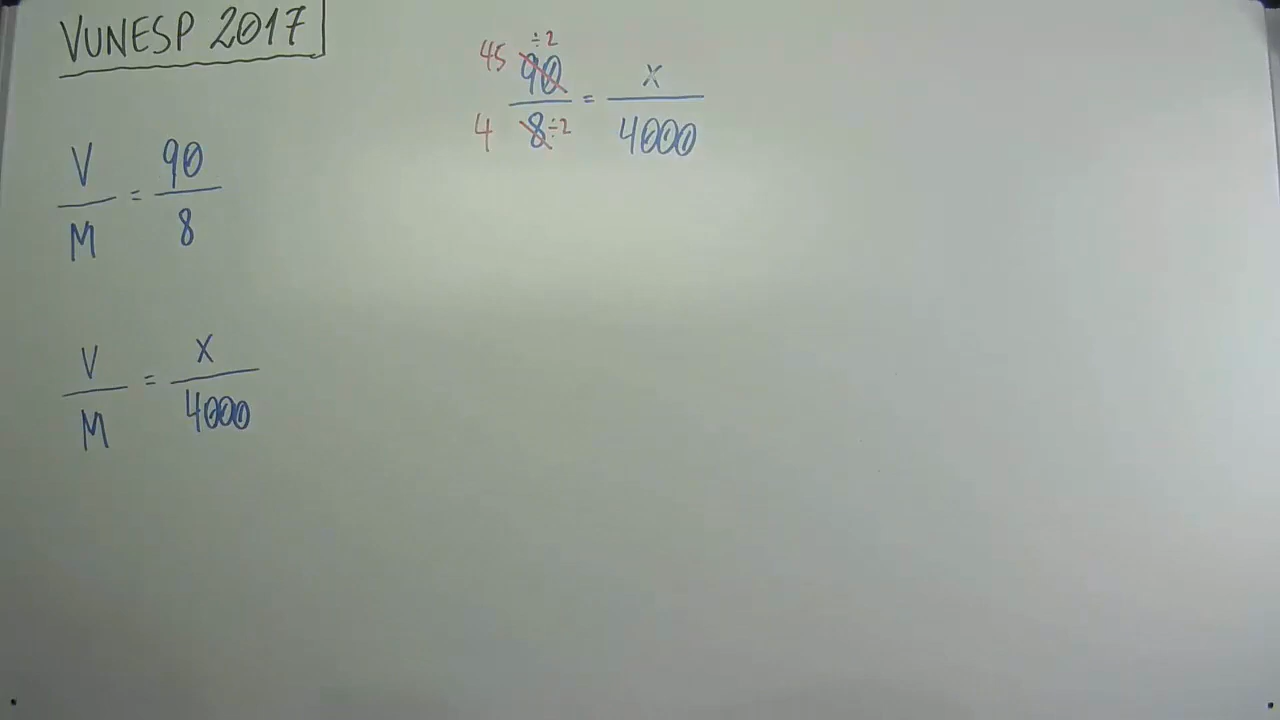 VUNESP 2017
V/M = 90/8
V/M = x/4000
÷2
45 90/8 = x/4000
4 ÷2